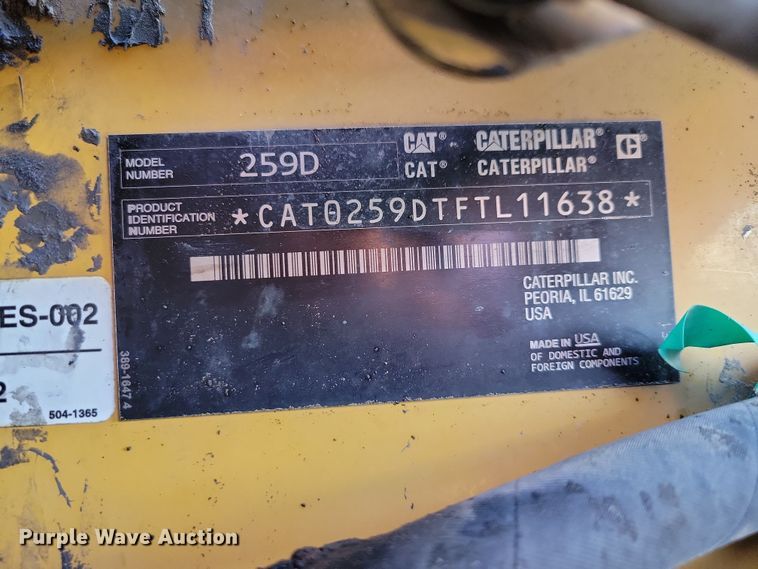 MODEL NUMBER 259D
CAT® CATERPILLAR® C
CAT® CATERPILLAR®
PRODUCT IDENTIFICATION NUMBER *CAT0259DTFTL11638*
CATERPILLAR INC.
PEORIA, IL 61629
USA
MADE IN USA
OF DOMESTIC AND
FOREIGN COMPONENTS
389-1647 4
ES-002
2
504-1365
Purple Wave Auction